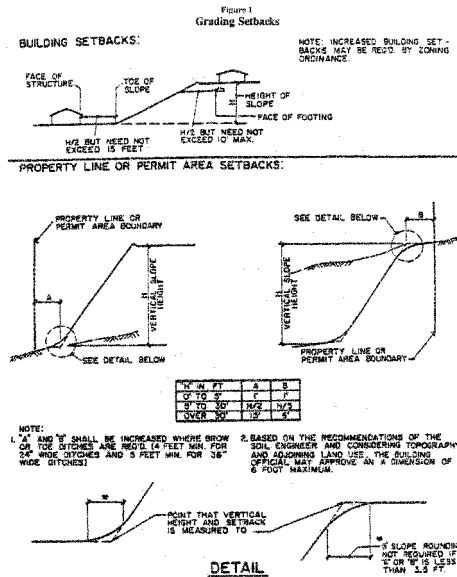 Figure 1
Grading Setbacks
BUILDING SETBACKS:
NOTE: INCREASED BUILDING SET-
BACKS MAY BE REQ'D. BY ZONING
ORDINANCE.
FACE OF
STRUCTURE
TOE OF
SLOPE
H
HEIGHT OF
SLOPE
FACE OF FOOTING
H/2 BUT NEED NOT
EXCEED 15 FEET
H/2 BUT NEED NOT
EXCEED 10' MAX.
PROPERTY LINE OR PERMIT AREA SETBACKS:
PROPERTY LINE OR
PERMIT AREA BOUNDARY
A
H
VERTICAL SLOPE
HEIGHT
SEE DETAIL BELOW
SEE DETAIL BELOW
B
H
VERTICAL SLOPE
HEIGHT
PROPERTY LINE OR
PERMIT AREA BOUNDARY
"H" IN FT A B
0' TO 5' 1' 1'
5' TO 30' H/2 H/5
OVER 30' 15'
NOTE:
1. "A" AND "B" SHALL BE INCREASED WHERE BROW
OR TOE DITCHES ARE REQ'D. (4 FEET MIN. FOR
24" WIDE DITCHES AND 5 FEET MIN. FOR 36"
WIDE DITCHES)
2. BASED ON THE RECOMMENDATIONS OF THE
SOIL ENGINEER AND CONSIDERING TOPOGRAPHY
AND ADJOINING LAND USE, THE BUILDING
OFFICIAL MAY APPROVE AN A DIMENSION OF
FOOT MAXIMUM.
*
POINT THAT VERTICAL
HEIGHT AND SETBACK
IS MEASURED TO
*
SLOPE ROUNDING
NOT REQUIRED IF
"A" OR "B" IS LESS
THAN 3.5 FT.
DETAIL